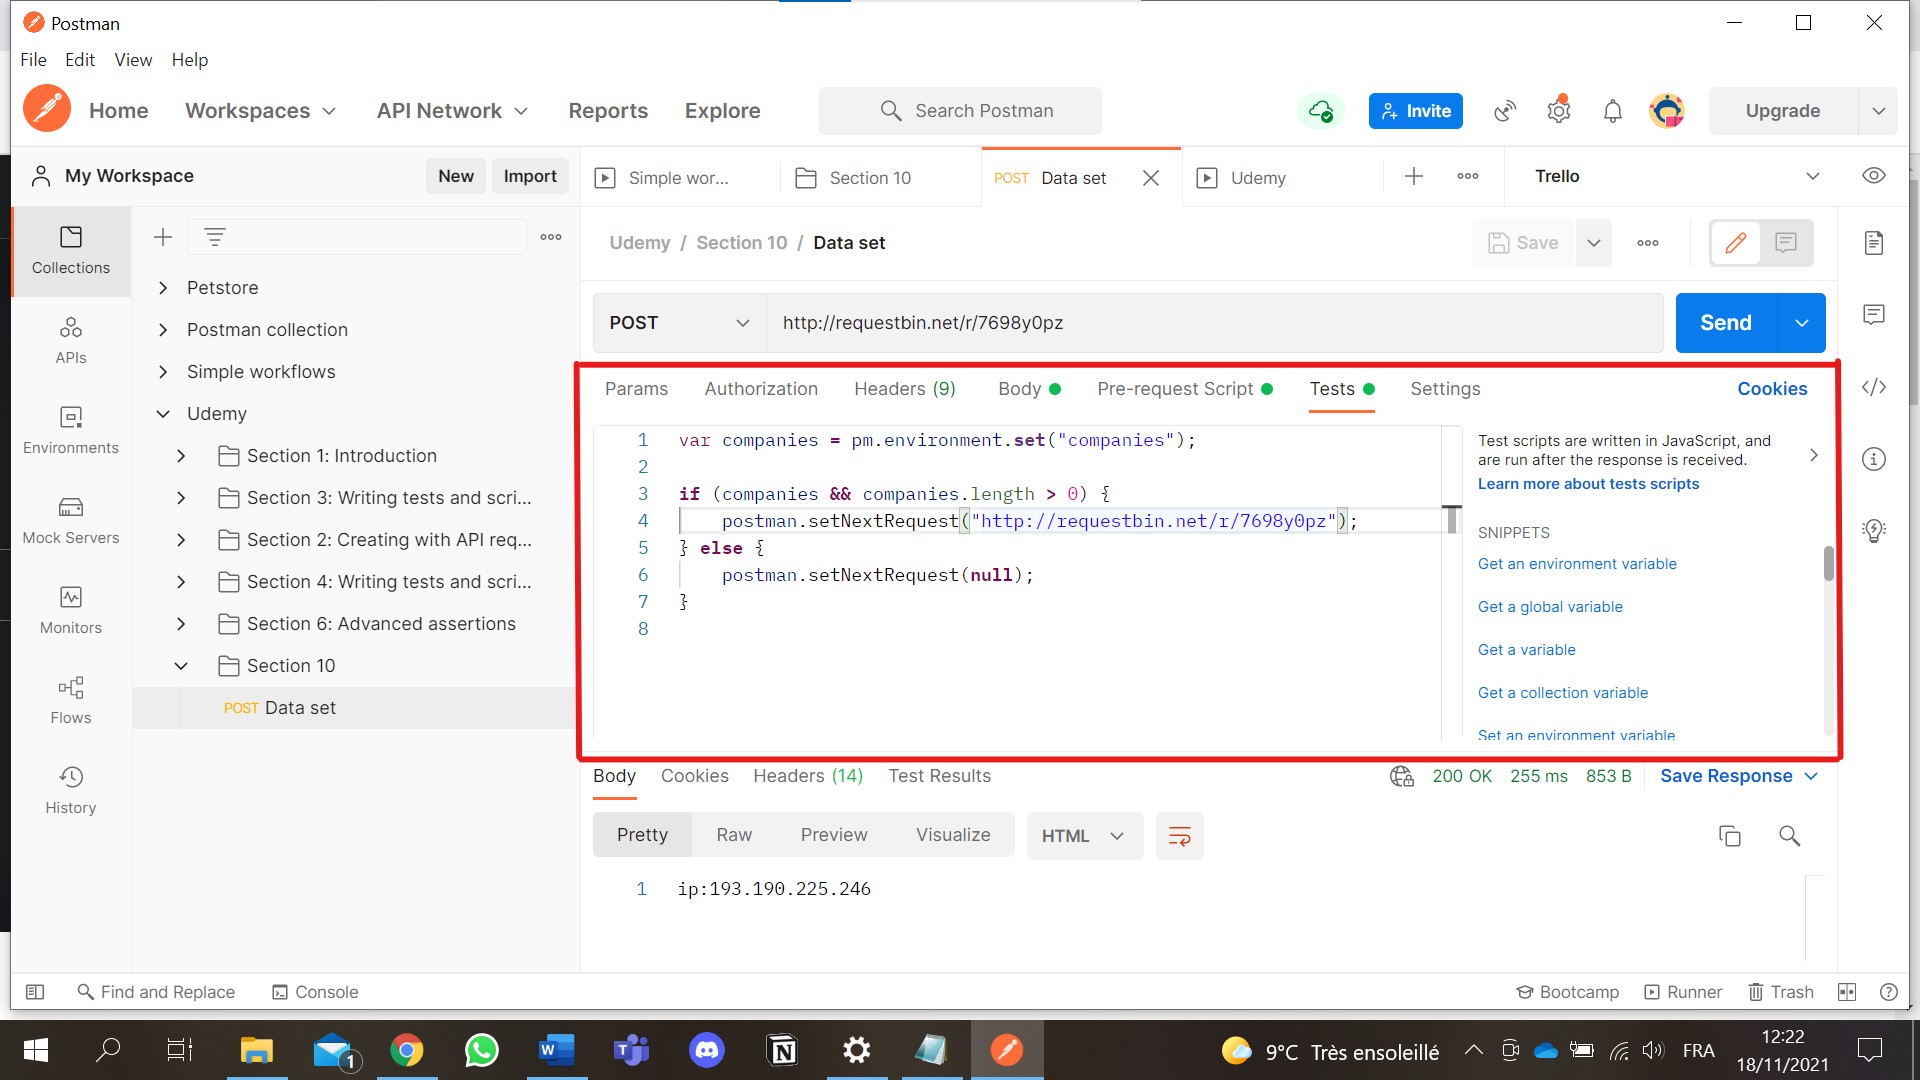 Postman
File Edit View Help
Home Workspaces API Network Reports Explore Search Postman Invite Upgrade
My Workspace New Import
Simple wor... Section 10 POST Data set Udemy Trello
Collections
APIs
Environments
Mock Servers
Monitors
Flows
History
Petstore
Postman collection
Simple workflows
Udemy
Section 1: Introduction
Section 3: Writing tests and scri...
Section 2: Creating with API req...
Section 4: Writing tests and scri...
Section 6: Advanced assertions
Section 10
POST Data set
Udemy / Section 10 / Data set Save
POST http://requestbin.net/r/7698y0pz Send
Params Authorization Headers (9) Body Pre-request Script Tests Settings Cookies
1 var companies = pm.environment.set("companies");
2
3 if (companies && companies.length > 0) {
4 postman.setNextRequest("http://requestbin.net/r/7698y0pz");
5 } else {
6 postman.setNextRequest(null);
7 }
8
Test scripts are written in JavaScript, and
are run after the response is received.
Learn more about tests scripts
SNIPPETS
Get an environment variable
Get a global variable
Get a variable
Get a collection variable
Set an environment variable
Body Cookies Headers (14) Test Results 200 OK 255 ms 853 B Save Response
Pretty Raw Preview Visualize HTML
1 ip:193.190.225.246
Find and Replace Console Bootcamp Runner Trash
1 9°C Très ensoleillé FRA 12:22
18/11/2021